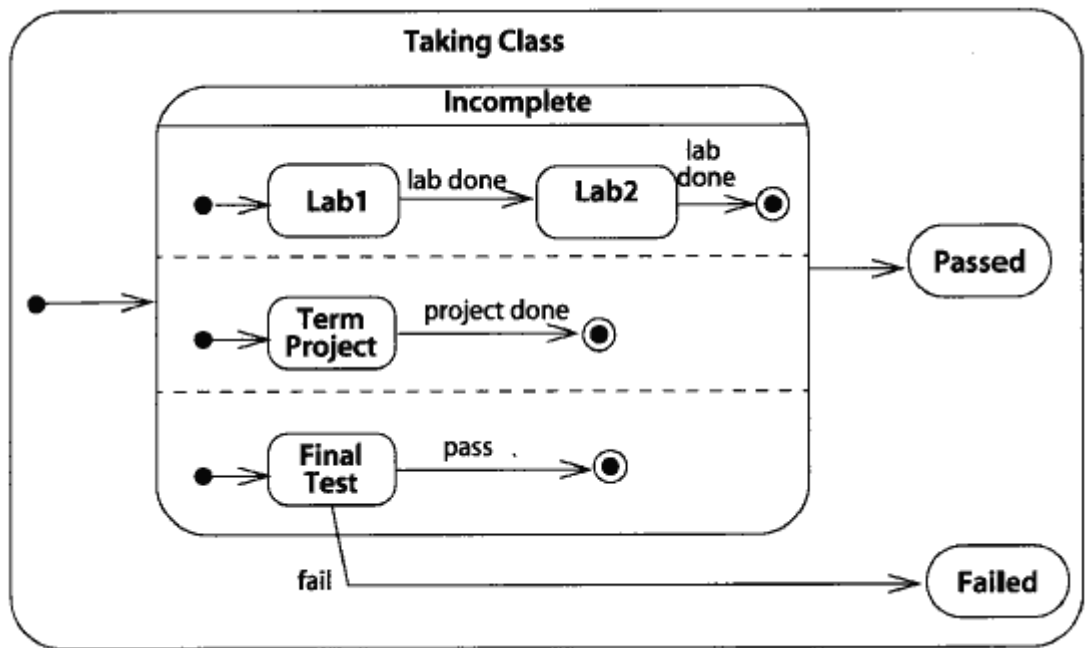 Taking Class
Incomplete
lab
done
Lab1
lab done
Lab2
Passed
Term
Project
project done
Final
Test
pass
fail
Failed